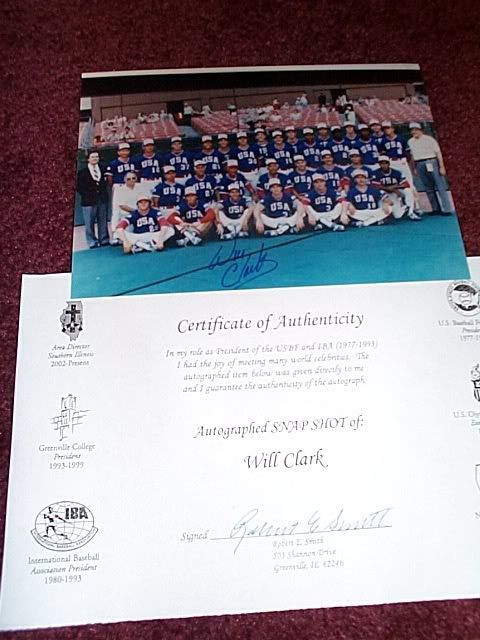 USA
Will Clark
Certificate of Authenticity
In my role as President of the USBF and IBA (1977-1993)
I had the joy of meeting many world celebrities. The
autographed item below was given directly to me
and I guarantee the authenticity of the autograph.
Autographed SNAP SHOT of:
Will Clark
Signed Robert E Smith
Robert E. Smith
503 Shannon Drive
Greenville, IL 62246
Area Director
Southern Illinois
2002-Present
Greenville College
President
1993-1999
IBA
International Baseball
Association President
1980-1993
U.S. Baseball
U.S.